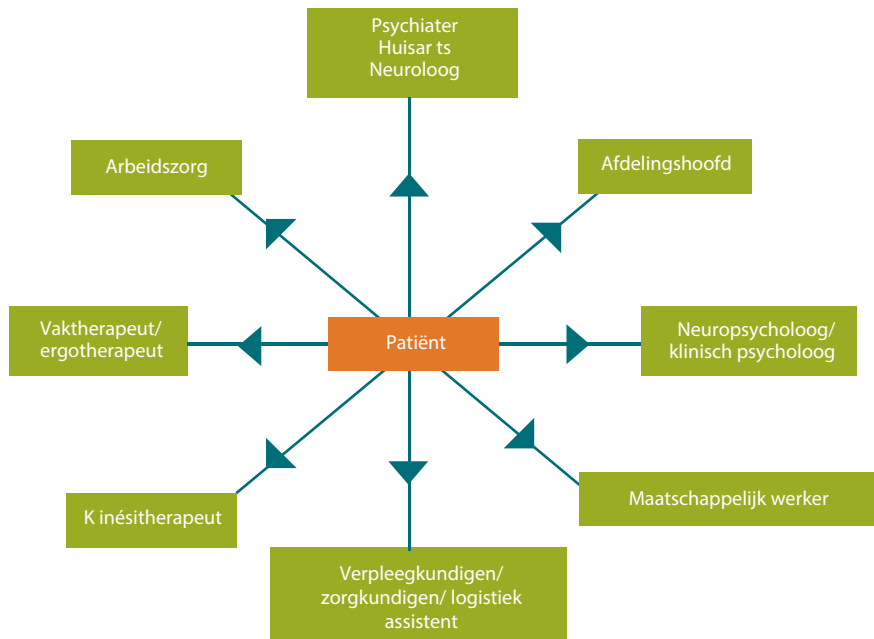 Psychiater
Huisar ts
Neuroloog
Arbeidszorg
Afdelingshoofd
Vaktherapeut/
ergotherapeut
Patiënt
Neuropsycholoog/
klinisch psycholoog
K inésitherapeut
Maatschappelijk werker
Verpleegkundigen/
zorgkundigen/ logistiek
assistent